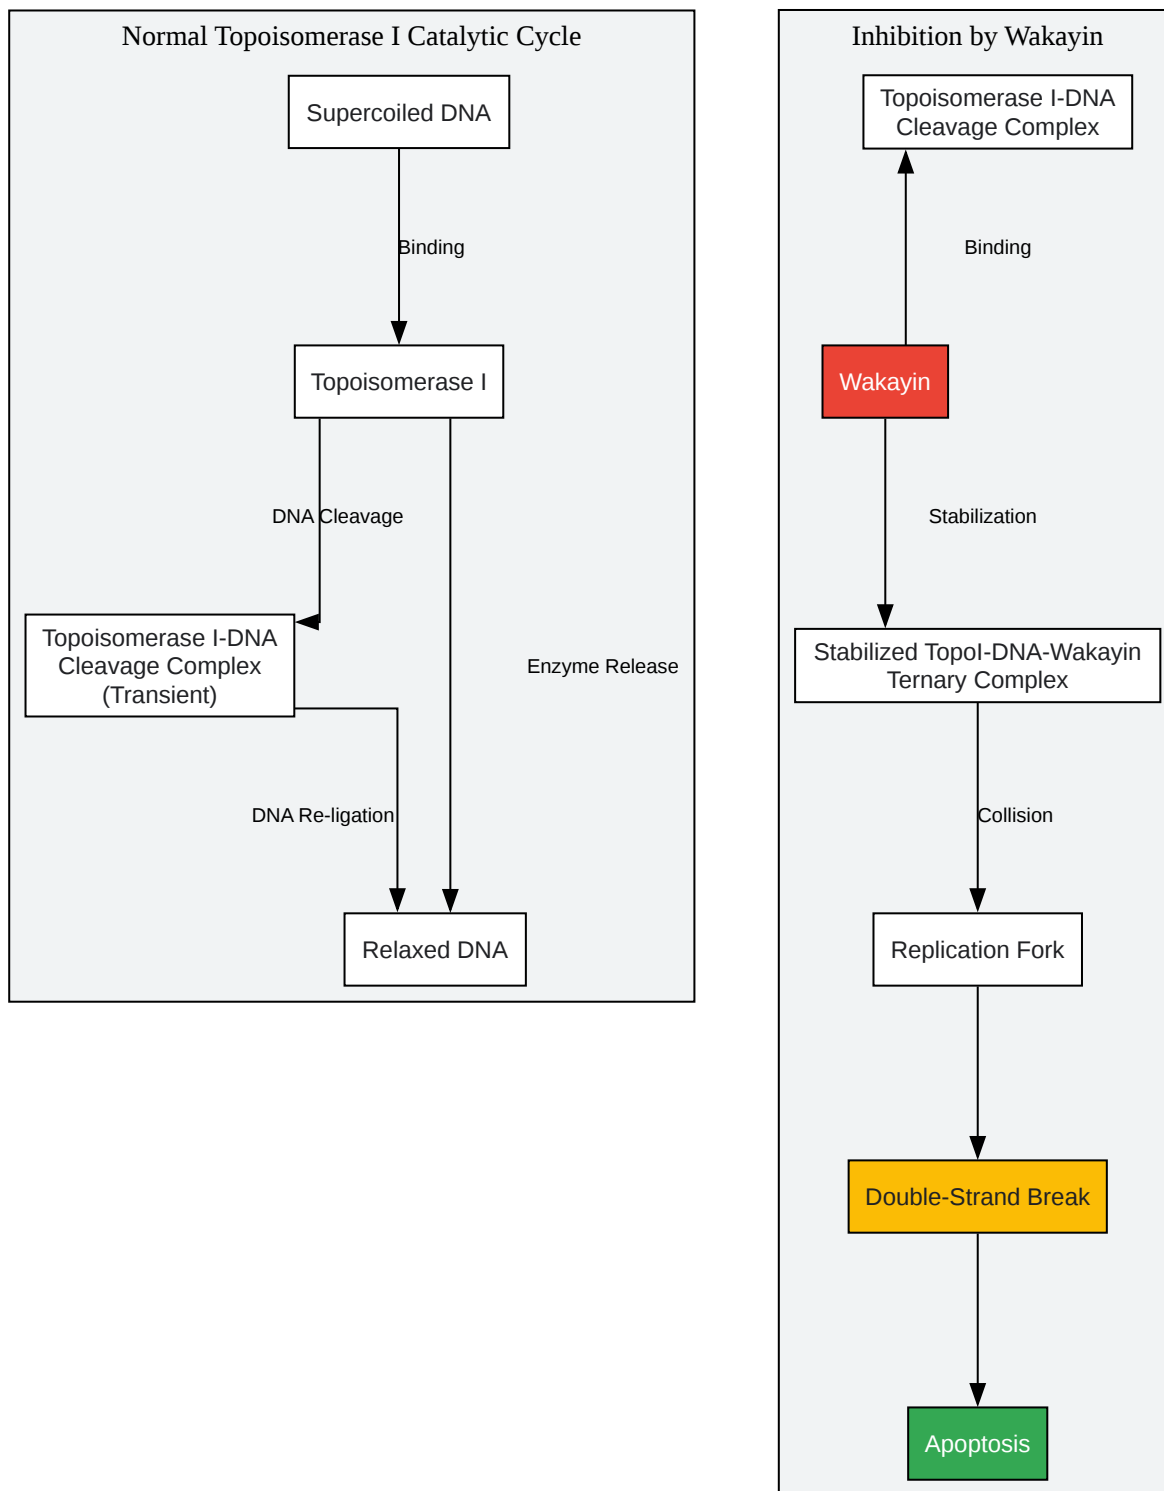 Normal Topoisomerase I Catalytic Cycle
Supercoiled DNA
Binding
Topoisomerase I
DNA Cleavage
Topoisomerase I-DNA
Cleavage Complex
(Transient)
Enzyme Release
DNA Re-ligation
Relaxed DNA
Inhibition by Wakayin
Topoisomerase I-DNA
Cleavage Complex
Binding
Wakayin
Stabilization
Stabilized TopoI-DNA-Wakayin
Ternary Complex
Collision
Replication Fork
Double-Strand Break
Apoptosis